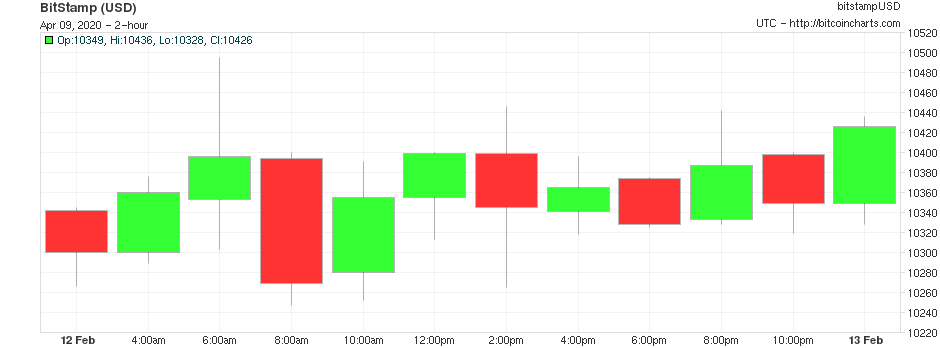 BitStamp (USD)
bitstampUSD
Apr 09, 2020 - 2-hour
UTC - http://bitcoincharts.com
Op:10349, Hi:10436, Lo:10328, Cl:10426
10520
10500
10480
10460
10440
10420
10400
10380
10360
10340
10320
10300
10280
10260
10240
10220
12 Feb 4:00am 6:00am 8:00am 10:00am 12:00pm 2:00pm 4:00pm 6:00pm 8:00pm 10:00pm 13 Feb